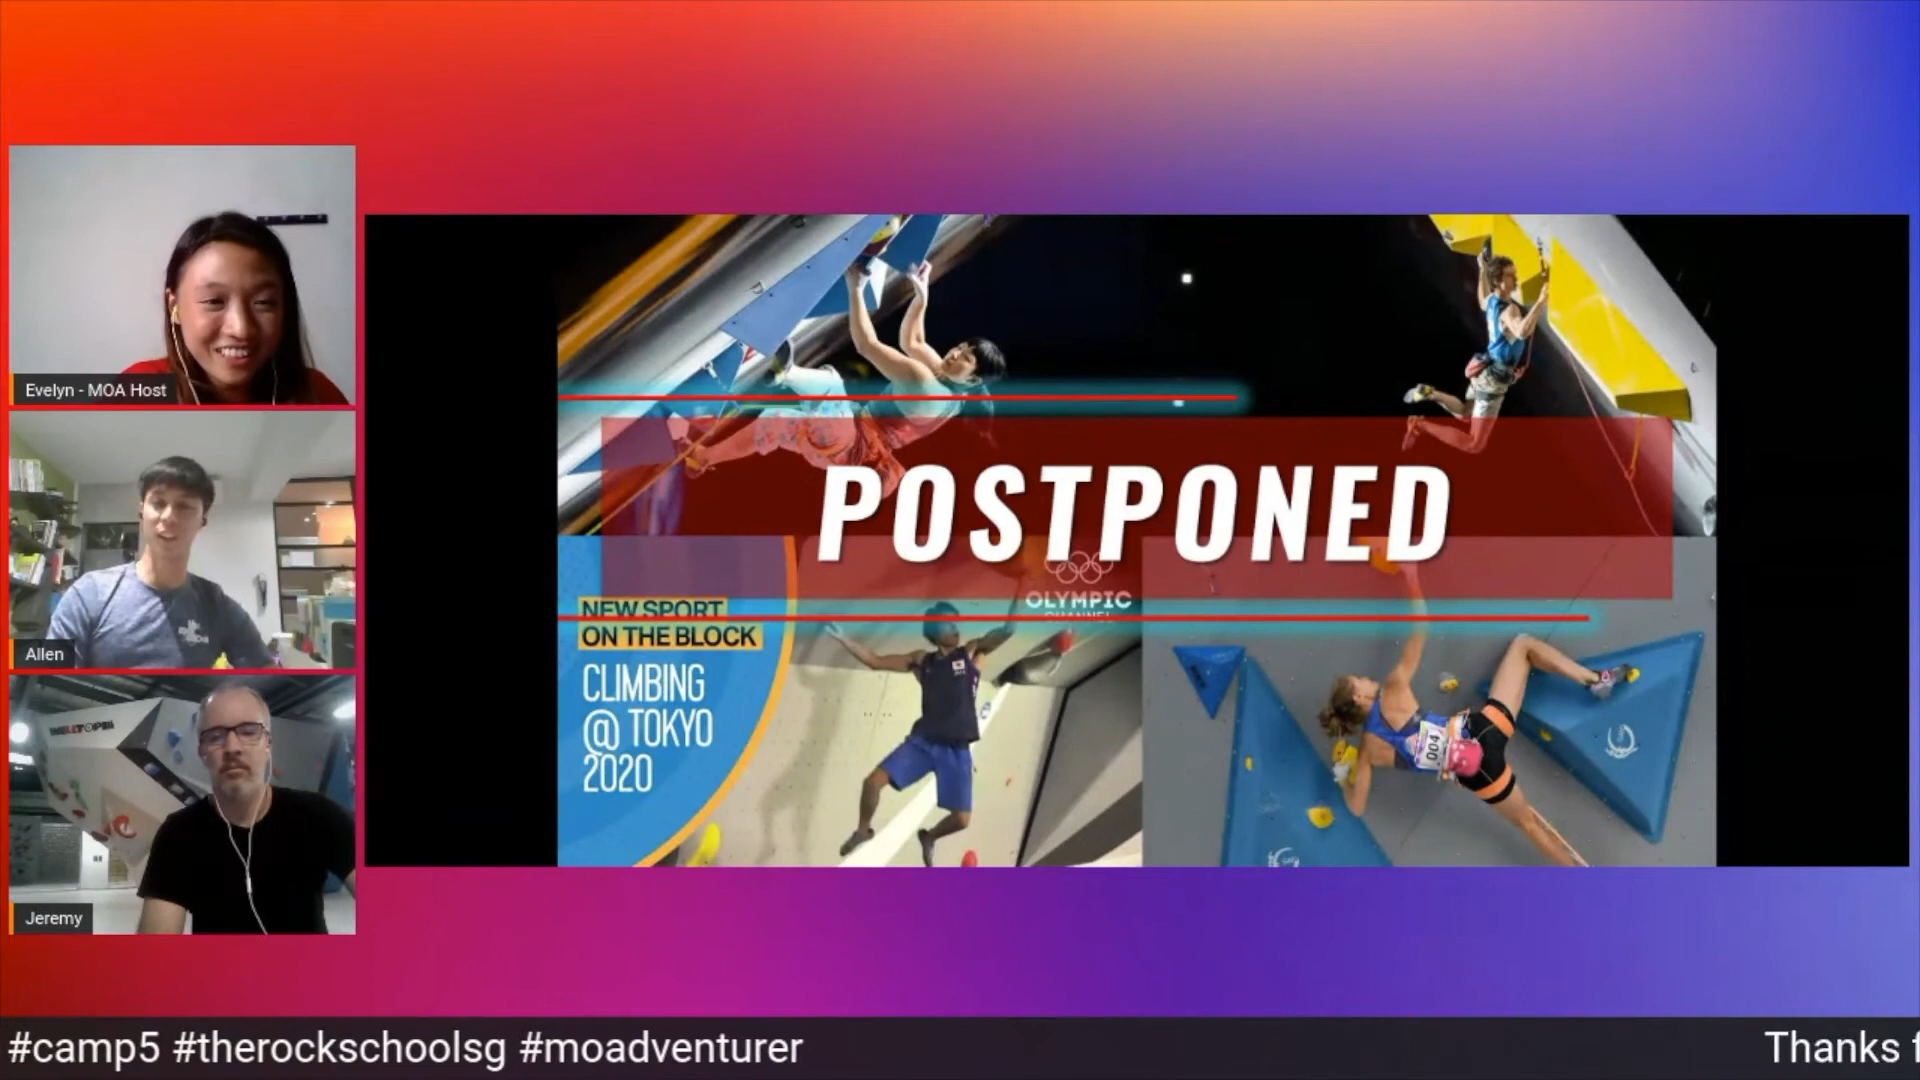 Evelyn - MOA Host
Allen
Jeremy
POSTPONED
OLYMPIC
CHANNEL
NEW SPORT
ON THE BLOCK
CLIMBING
@ TOKYO
2020
004
#camp5 #therockschoolsg #moadventurer
Thanks f